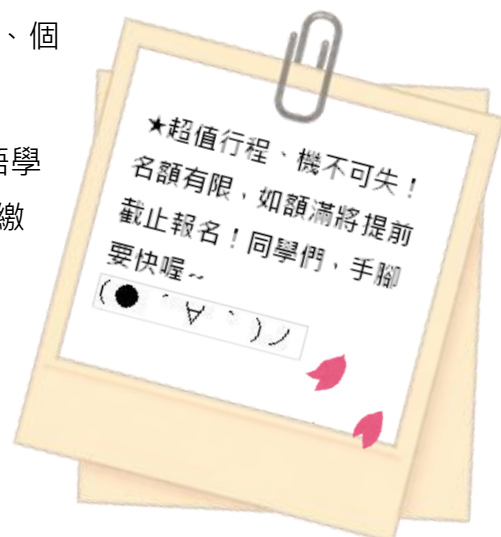 、個
語學
繳
★超值行程、機不可失！
名額有限，如額滿將提前
截止報名！同學們，手腳
要快喔~
(●ˊ∀ˋ)ノ